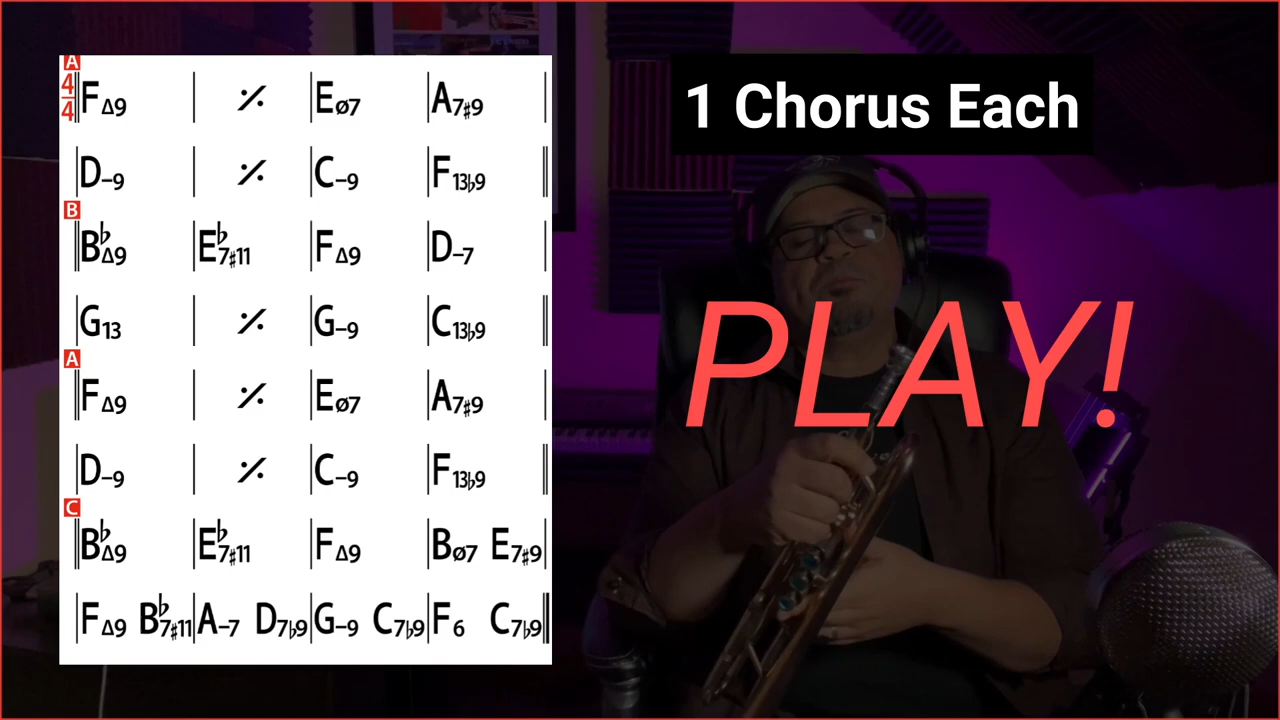 A
4/4 FΔ9 | 𝄎 | Eø7 | A7♯9
D–9 | 𝄎 | C–9 | F13♭9
B
B♭Δ9 | E♭7♯11 | FΔ9 | D–7
G13 | 𝄎 | G–9 | C13♭9
A
FΔ9 | 𝄎 | Eø7 | A7♯9
D–9 | 𝄎 | C–9 | F13♭9
C
B♭Δ9 | E♭7♯11 | FΔ9 | Bø7 E7♯9
FΔ9 B♭7♯11 | A–7 D7♭9 | G–9 C7♭9 | F6 C7♭9
1 Chorus Each
PLAY!